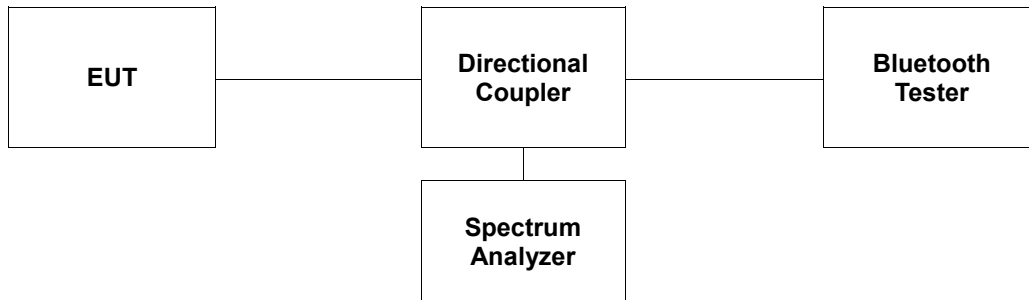 EUT
Directional
Coupler
Bluetooth
Tester
Spectrum
Analyzer